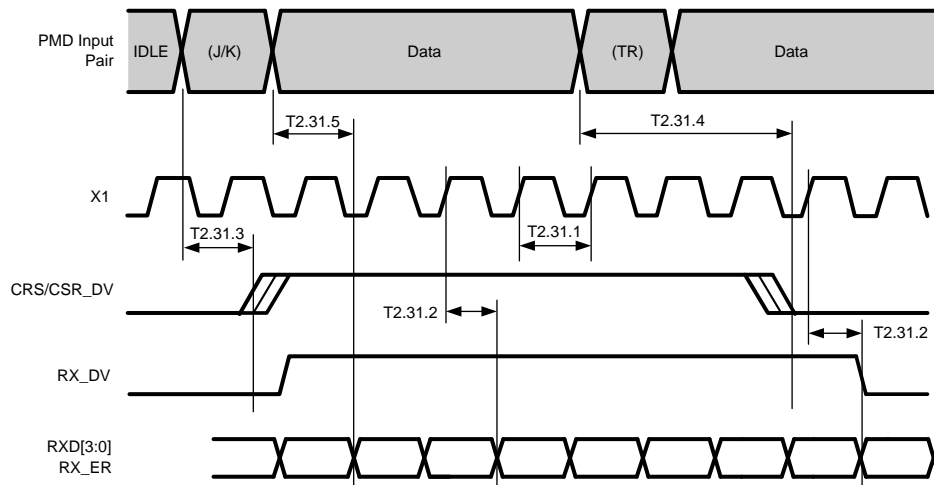 PMD Input
Pair
IDLE
(J/K)
Data
(TR)
Data
T2.31.5
T2.31.4
X1
T2.31.3
T2.31.1
CRS/CSR_DV
T2.31.2
T2.31.2
RX_DV
RXD[3:0]
RX_ER